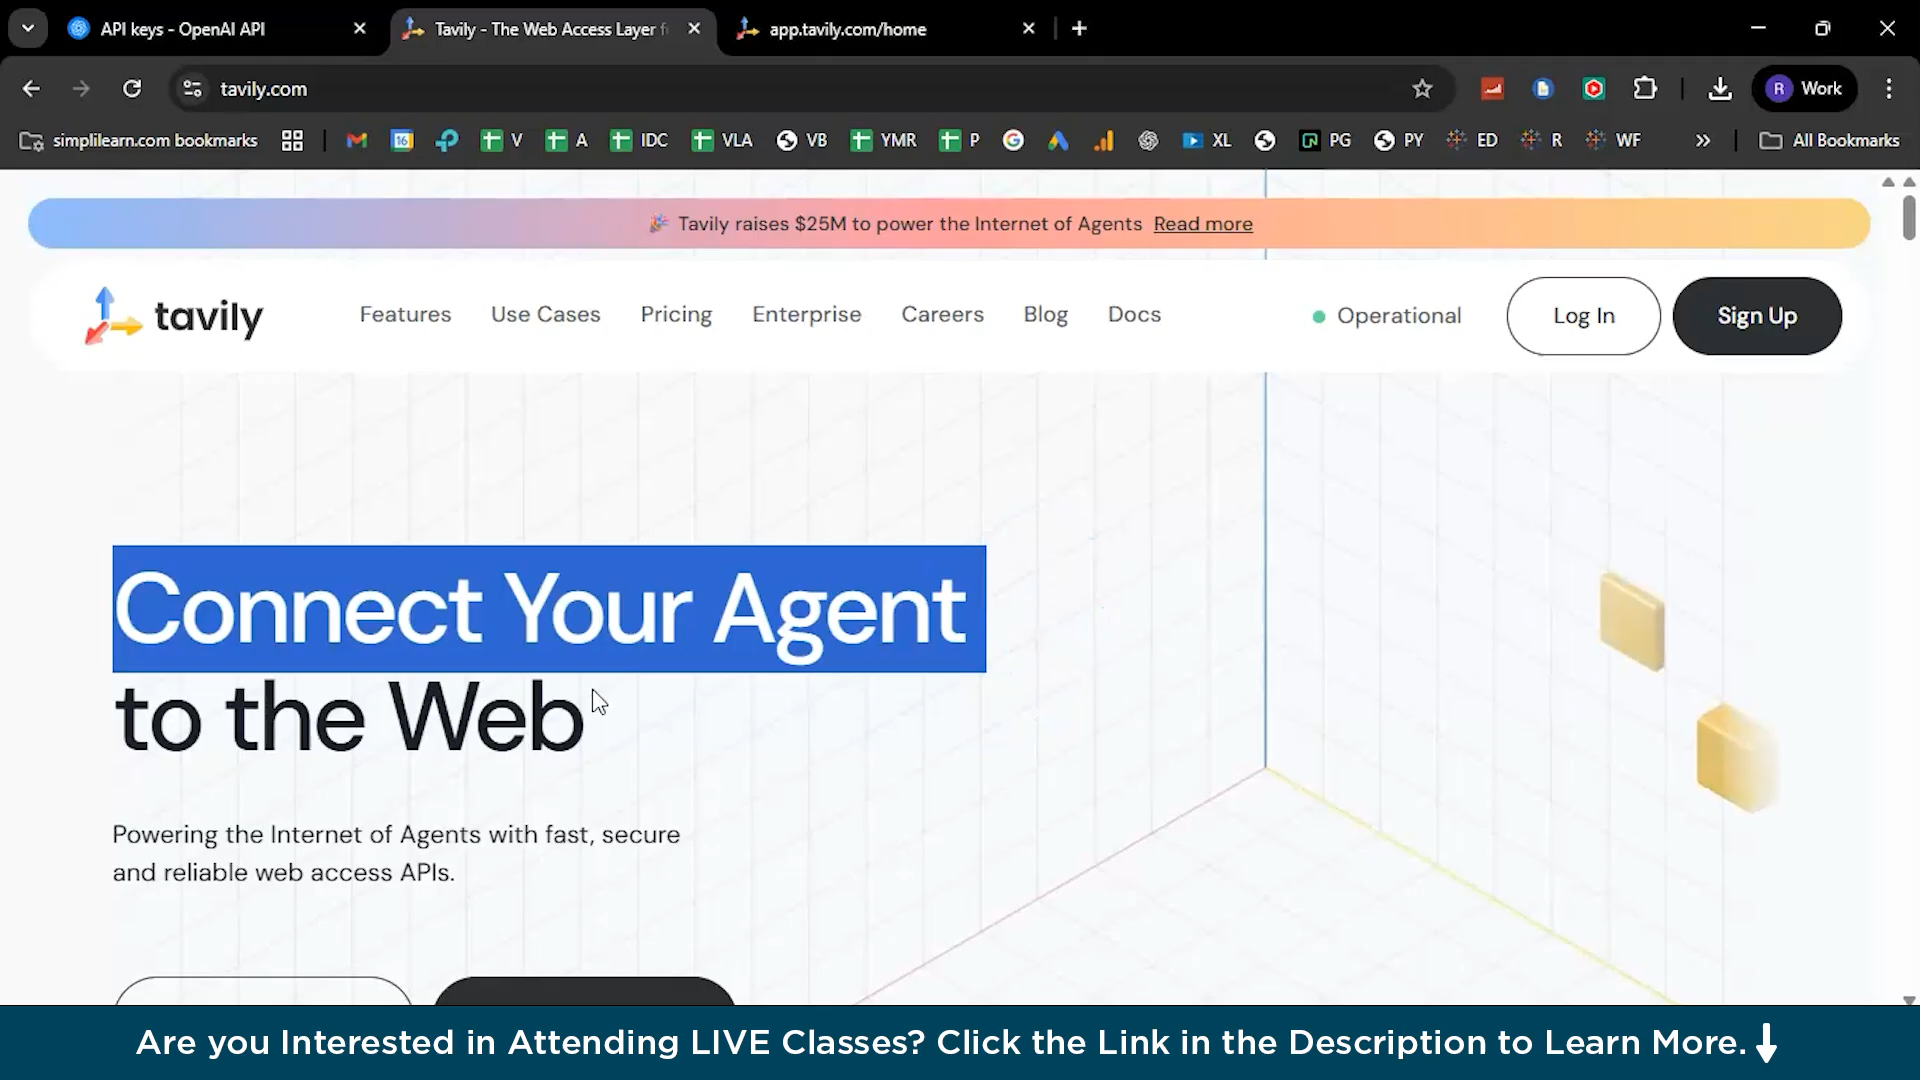 API keys - OpenAI API
Tavily - The Web Access Layer f
app.tavily.com/home
tavily.com
R Work
simplilearn.com bookmarks
16
V
A
IDC
VLA
VB
YMR
P
XL
PG
PY
ED
R
WF
All Bookmarks
Tavily raises $25M to power the Internet of Agents Read more
tavily
Features
Use Cases
Pricing
Enterprise
Careers
Blog
Docs
Operational
Log In
Sign Up
Connect Your Agent
to the Web
Powering the Internet of Agents with fast, secure
and reliable web access APIs.
Are you Interested in Attending LIVE Classes? Click the Link in the Description to Learn More.